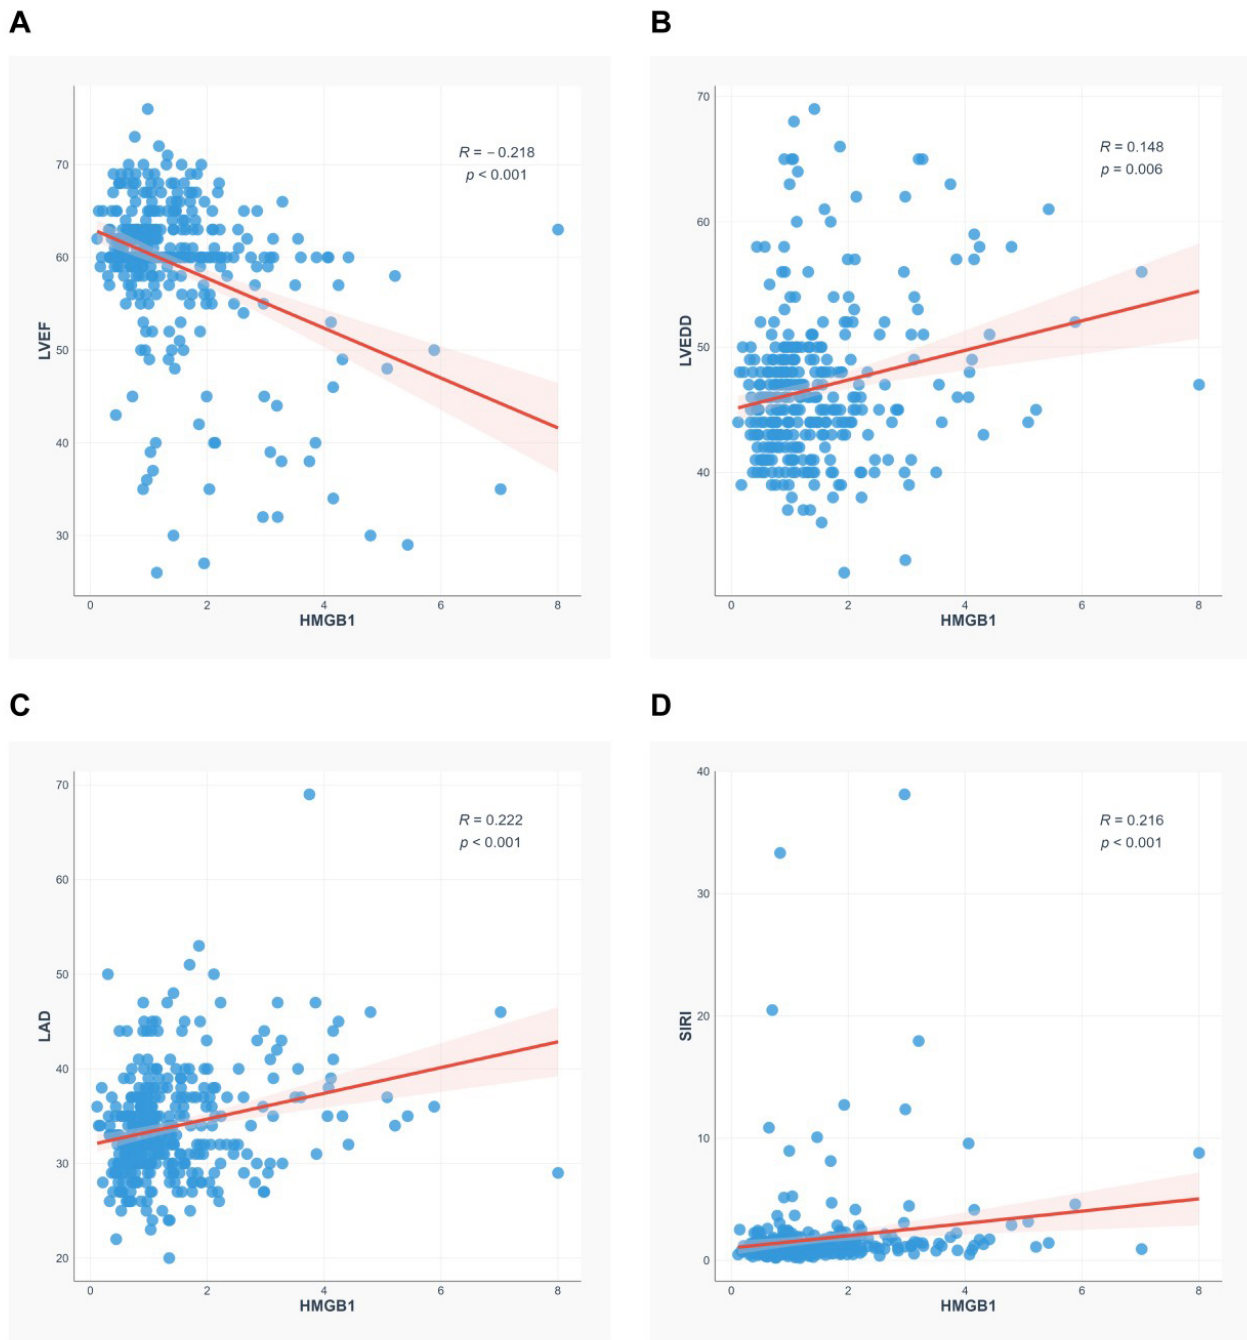 A
B
70
60
50
40
30
LVEF
R = – 0.218
p < 0.001
0
2
4
6
8
HMGB1
70
60
50
40
LVEDD
R = 0.148
p = 0.006
0
2
4
6
8
HMGB1
C
D
70
60
50
40
30
20
LAD
R = 0.222
p < 0.001
0
2
4
6
8
HMGB1
40
30
20
10
0
SIRI
R = 0.216
p < 0.001
0
2
4
6
8
HMGB1